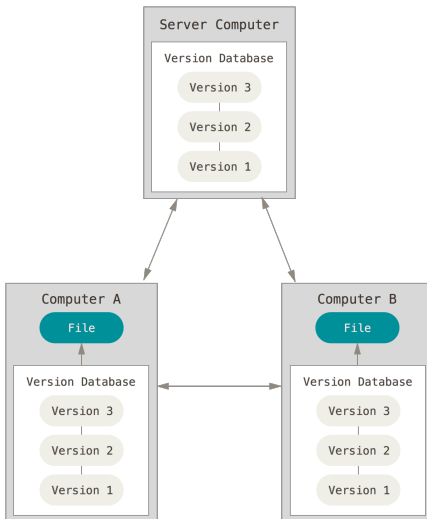 Server Computer
Version Database
Version 3
Version 2
Version 1
Computer A
File
Version Database
Version 3
Version 2
Version 1
Computer B
File
Version Database
Version 3
Version 2
Version 1